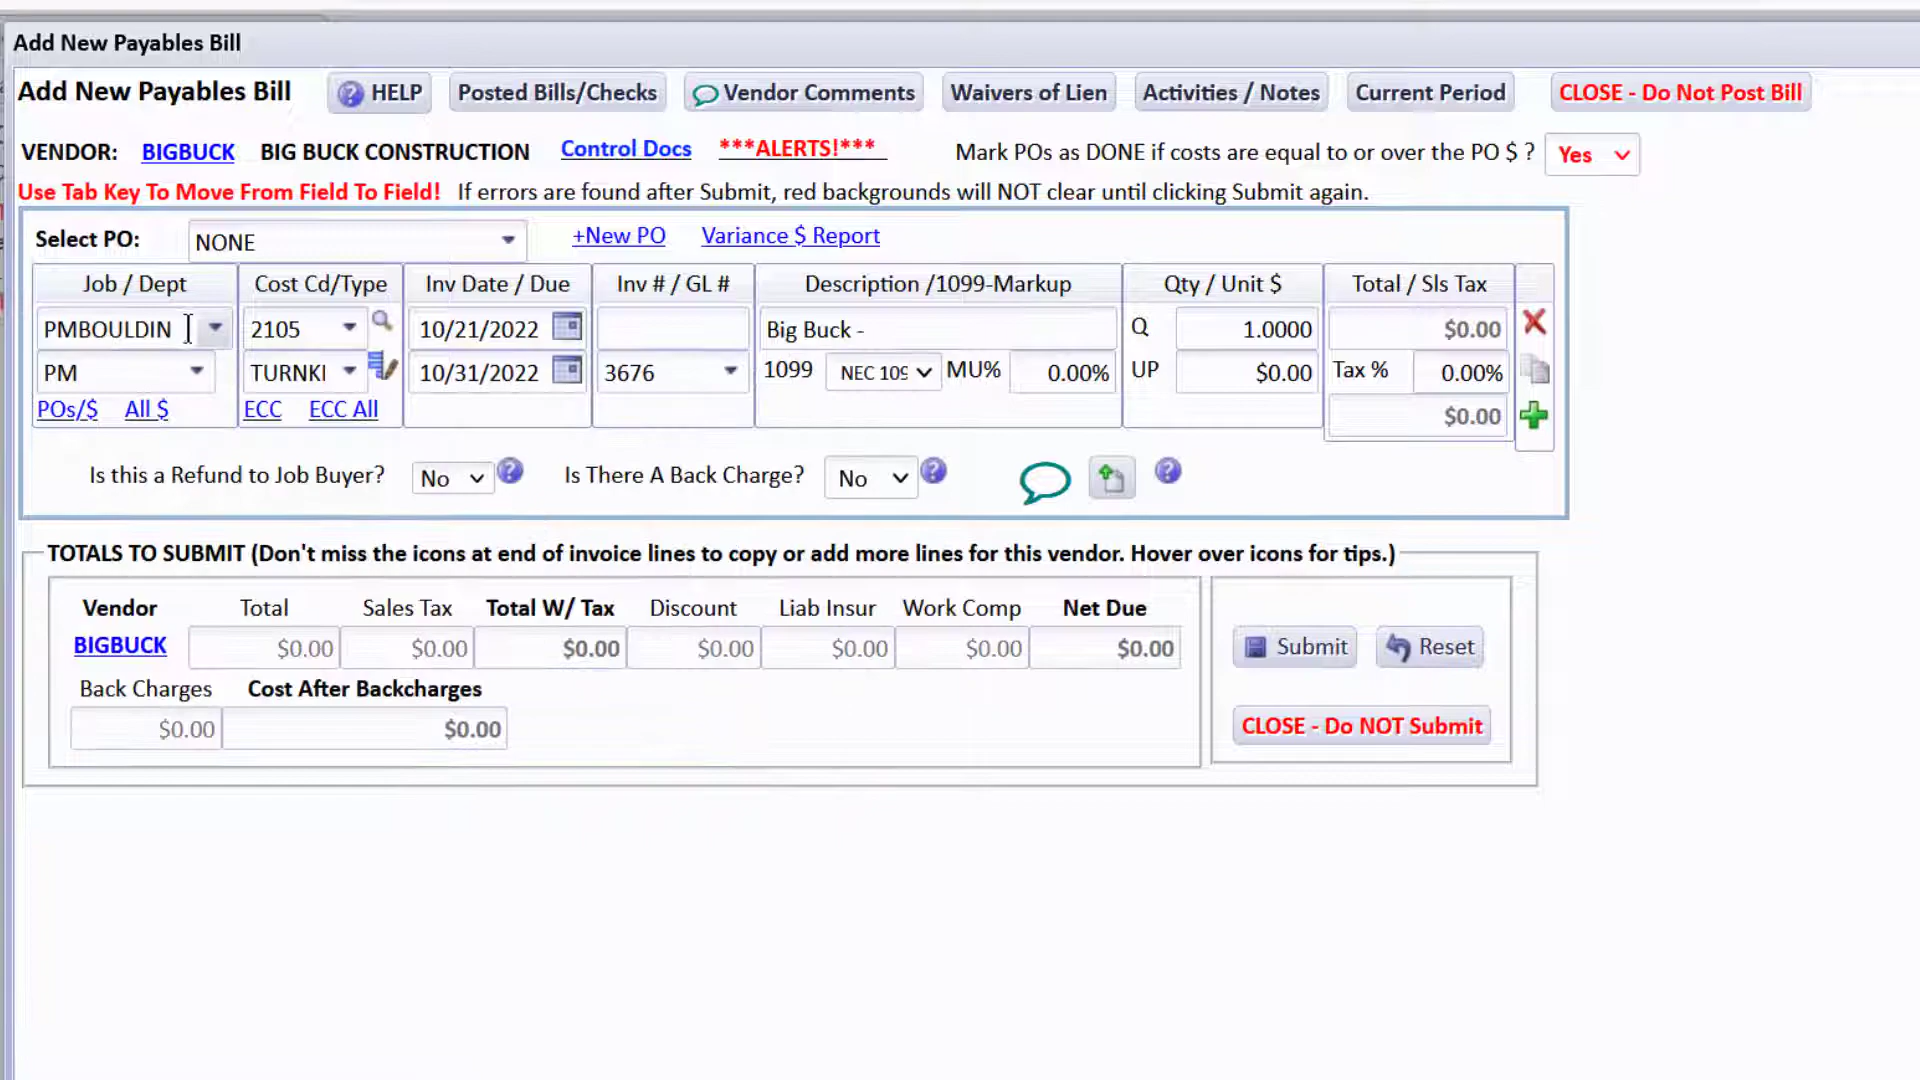 Add New Payables Bill
Add New Payables Bill HELP Posted Bills/Checks Vendor Comments Waivers of Lien Activities / Notes Current Period CLOSE - Do Not Post Bill
VENDOR: BIGBUCK BIG BUCK CONSTRUCTION Control Docs ***ALERTS!*** Mark POs as DONE if costs are equal to or over the PO $ ? Yes
Use Tab Key To Move From Field To Field! If errors are found after Submit, red backgrounds will NOT clear until clicking Submit again.
Select PO: NONE +New PO Variance $ Report
Job / Dept Cost Cd/Type Inv Date / Due Inv # / GL # Description /1099-Markup Qty / Unit $ Total / Sls Tax
PMBOULDIN 2105 10/21/2022 Big Buck - Q 1.0000 $0.00
PM TURNKI 10/31/2022 3676 1099 NEC 109 MU% 0.00% UP $0.00 Tax % 0.00%
POs/$ All $ ECC ECC All $0.00
Is this a Refund to Job Buyer? No Is There A Back Charge? No
TOTALS TO SUBMIT (Don't miss the icons at end of invoice lines to copy or add more lines for this vendor. Hover over icons for tips.)
Vendor Total Sales Tax Total W/ Tax Discount Liab Insur Work Comp Net Due
BIGBUCK $0.00 $0.00 $0.00 $0.00 $0.00 $0.00 $0.00 Submit Reset
Back Charges Cost After Backcharges
$0.00 $0.00 CLOSE - Do NOT Submit